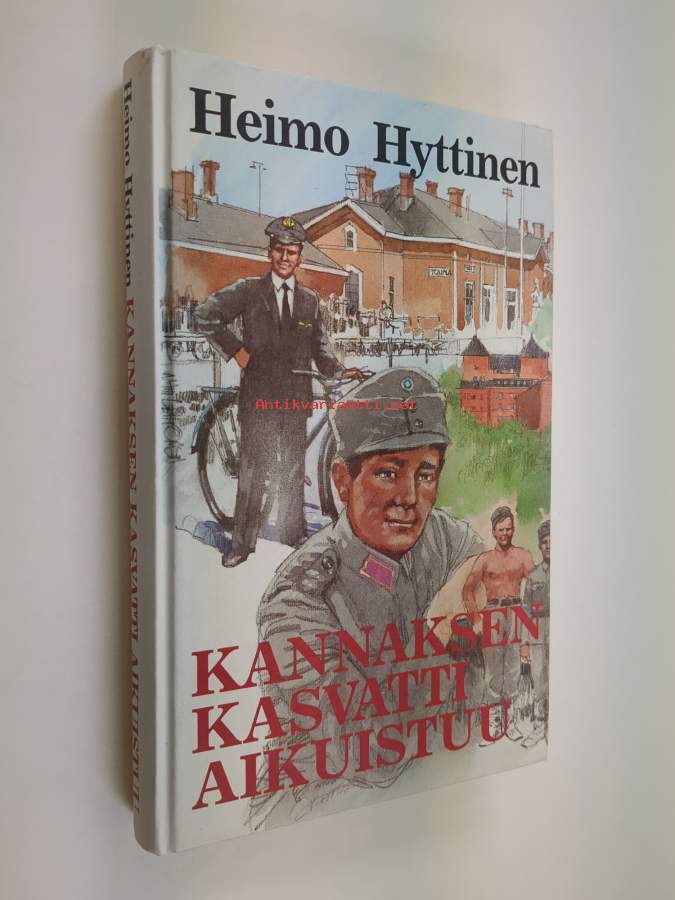 Heimo Hyttinen
Heimo Hyttinen KANNAKSEN KASVATTI AIKUISTUU
Antikvariaatti.net
KANNAKSEN
KASVATTI
AIKUISTUU